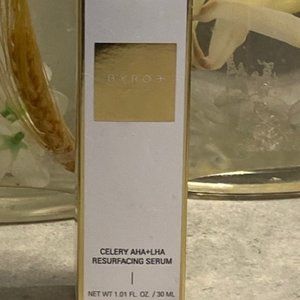 BYROE
CELERY AHA+LHA
RESURFACING SERUM
NET WT 1.01 FL. OZ. / 30 ML